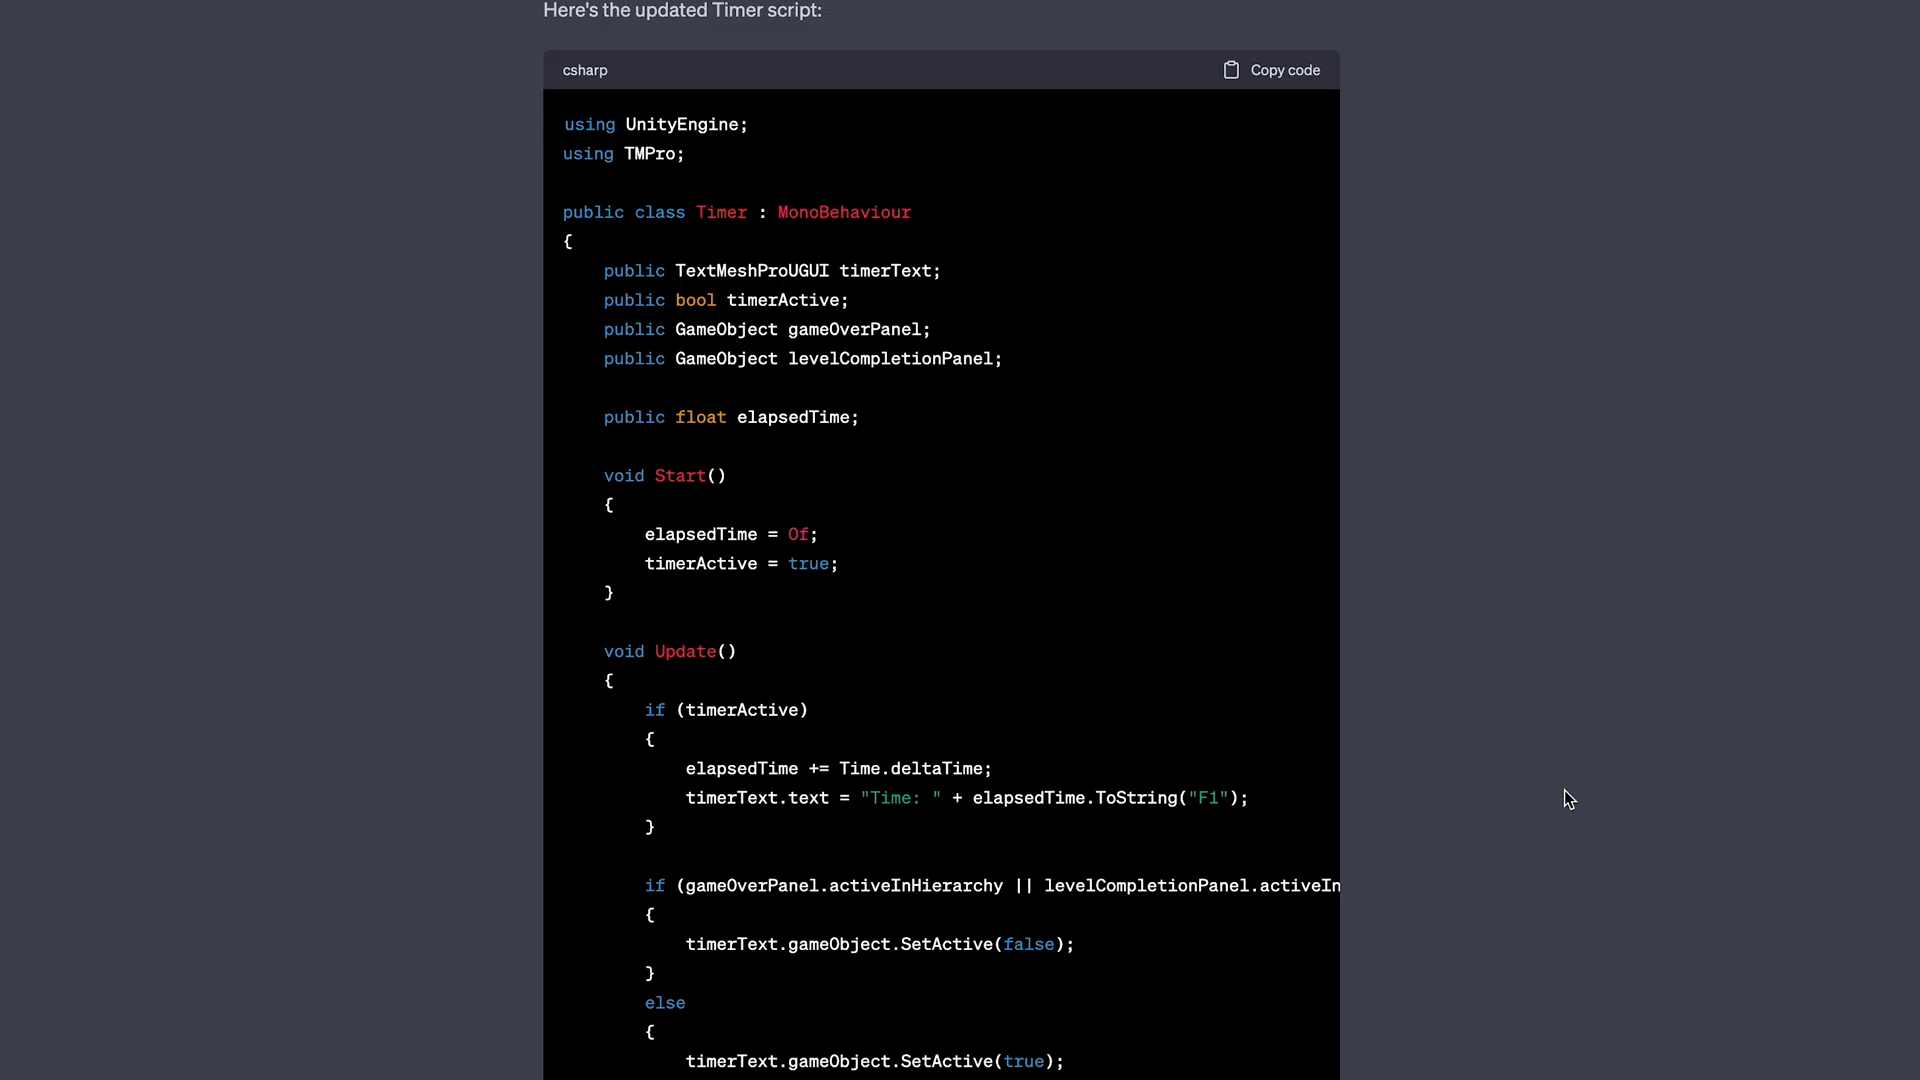 Here's the updated Timer script:
csharp
Copy code
using UnityEngine;
using TMPro;
public class Timer : MonoBehaviour
{
public TextMeshProUGUI timerText;
public bool timerActive;
public GameObject gameOverPanel;
public GameObject levelCompletionPanel;
public float elapsedTime;
void Start()
{
elapsedTime = 0f;
timerActive = true;
}
void Update()
{
if (timerActive)
{
elapsedTime += Time.deltaTime;
timerText.text = "Time: " + elapsedTime.ToString("F1");
}
if (gameOverPanel.activeInHierarchy || levelCompletionPanel.activeIn
{
timerText.gameObject.SetActive(false);
}
else
{
timerText.gameObject.SetActive(true);